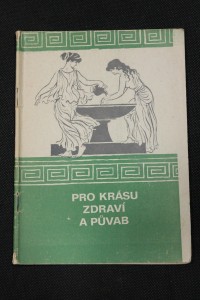 PRO KRÁSU
ZDRAVÍ
A PŮVAB